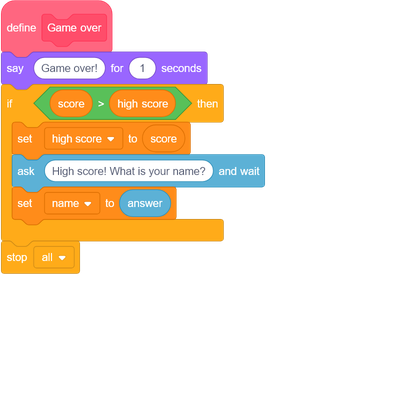 define Game over
say Game over! for 1 seconds
if score > high score then
set high score to score
ask High score! What is your name? and wait
set name to answer
stop all